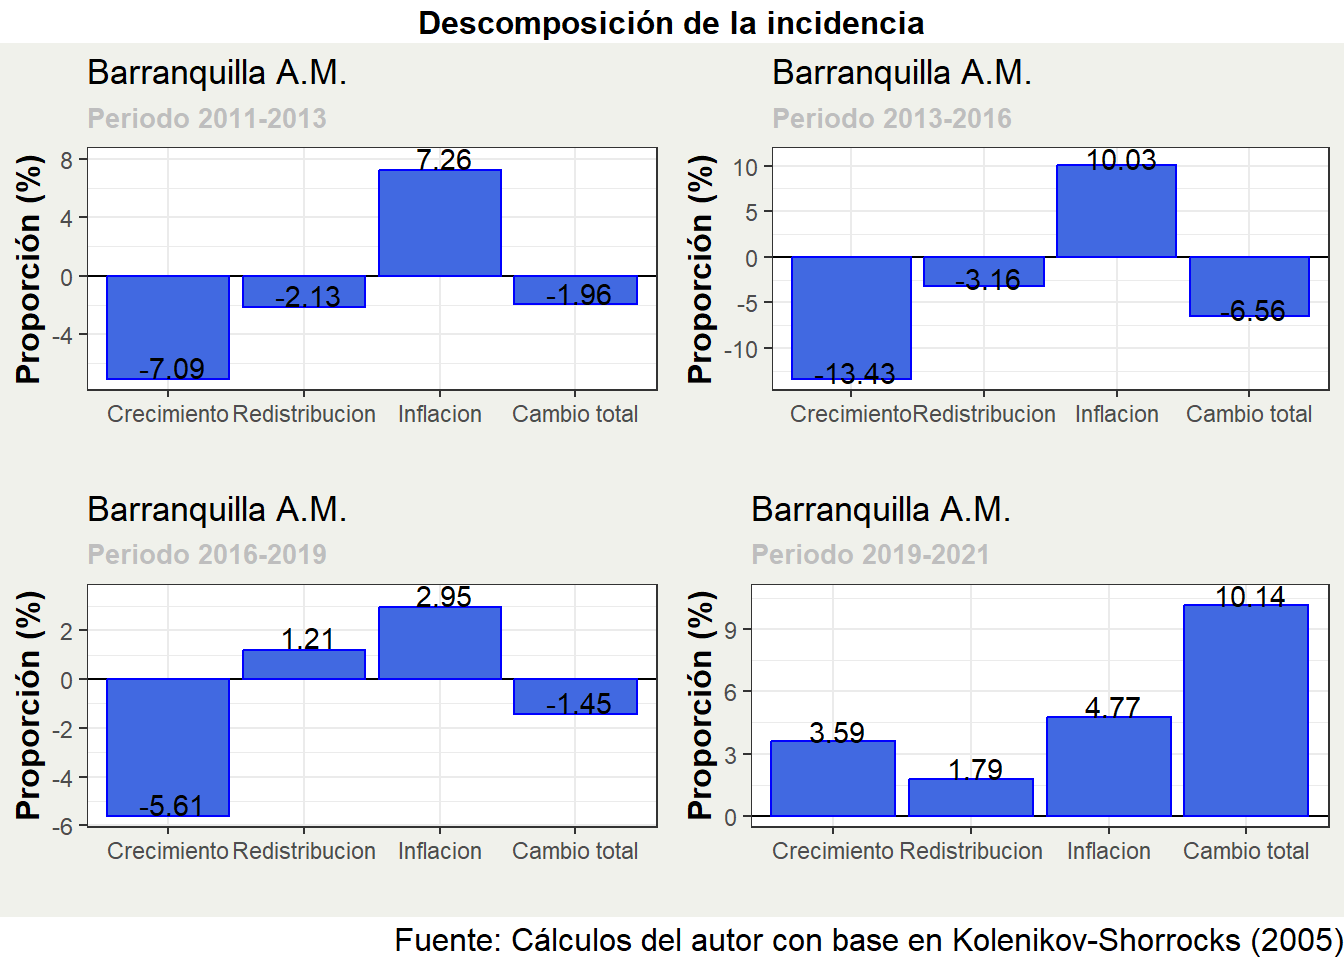 Descomposición de la incidencia
Barranquilla A.M.
Periodo 2011-2013
Proporción (%)
8
4
0
-4
7.26
-2.13
-1.96
-7.09
Crecimiento Redistribucion Inflacion Cambio total
Barranquilla A.M.
Periodo 2013-2016
Proporción (%)
10
5
0
-5
-10
10.03
-3.16
-6.56
-13.43
Crecimiento Redistribucion Inflacion Cambio total
Barranquilla A.M.
Periodo 2016-2019
Proporción (%)
2
0
-2
-4
-6
2.95
1.21
-1.45
-5.61
Crecimiento Redistribucion Inflacion Cambio total
Barranquilla A.M.
Periodo 2019-2021
Proporción (%)
9
6
3
0
10.14
4.77
3.59
1.79
Crecimiento Redistribucion Inflacion Cambio total
Fuente: Cálculos del autor con base en Kolenikov-Shorrocks (2005)